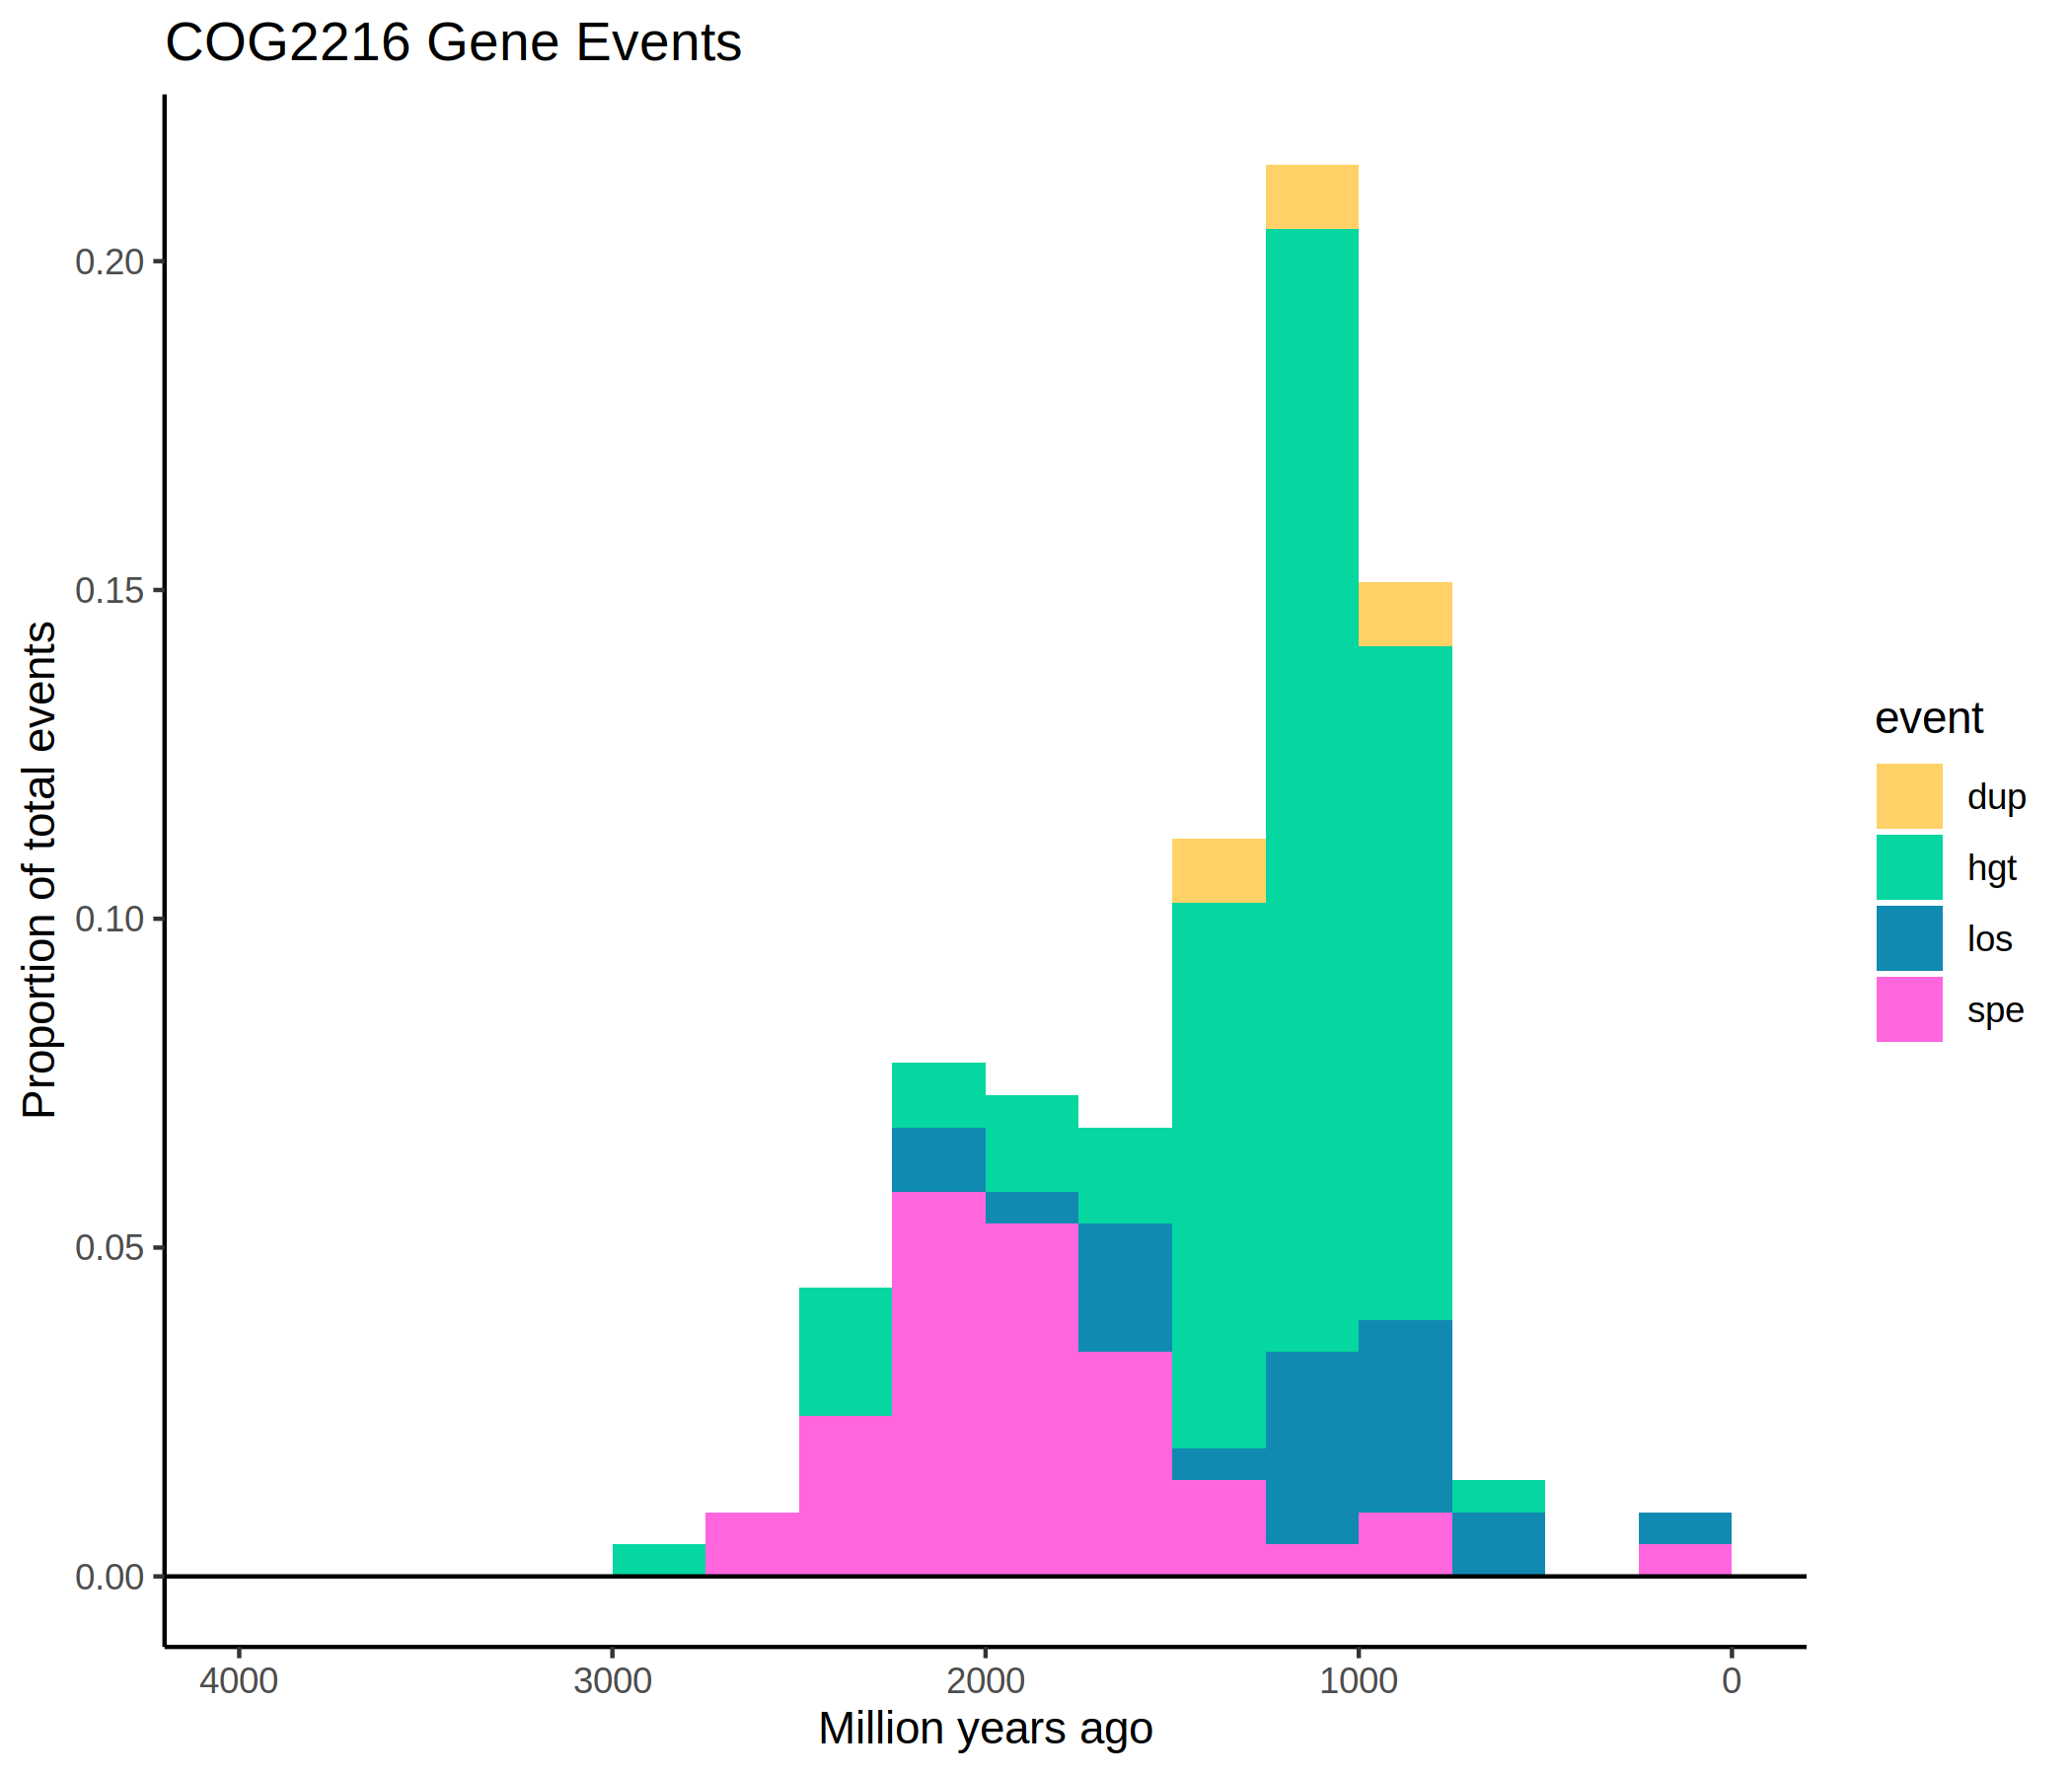 COG2216 Gene Events
Proportion of total events
0.20
0.15
0.10
0.05
0.00
4000 3000 2000 1000 0
Million years ago
event
dup
hgt
los
spe